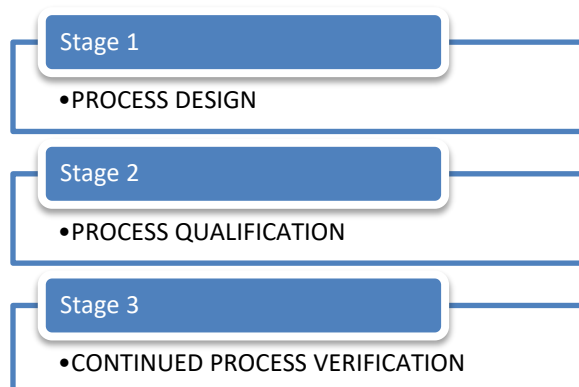 Stage 1
•PROCESS DESIGN
Stage 2
•PROCESS QUALIFICATION
Stage 3
•CONTINUED PROCESS VERIFICATION